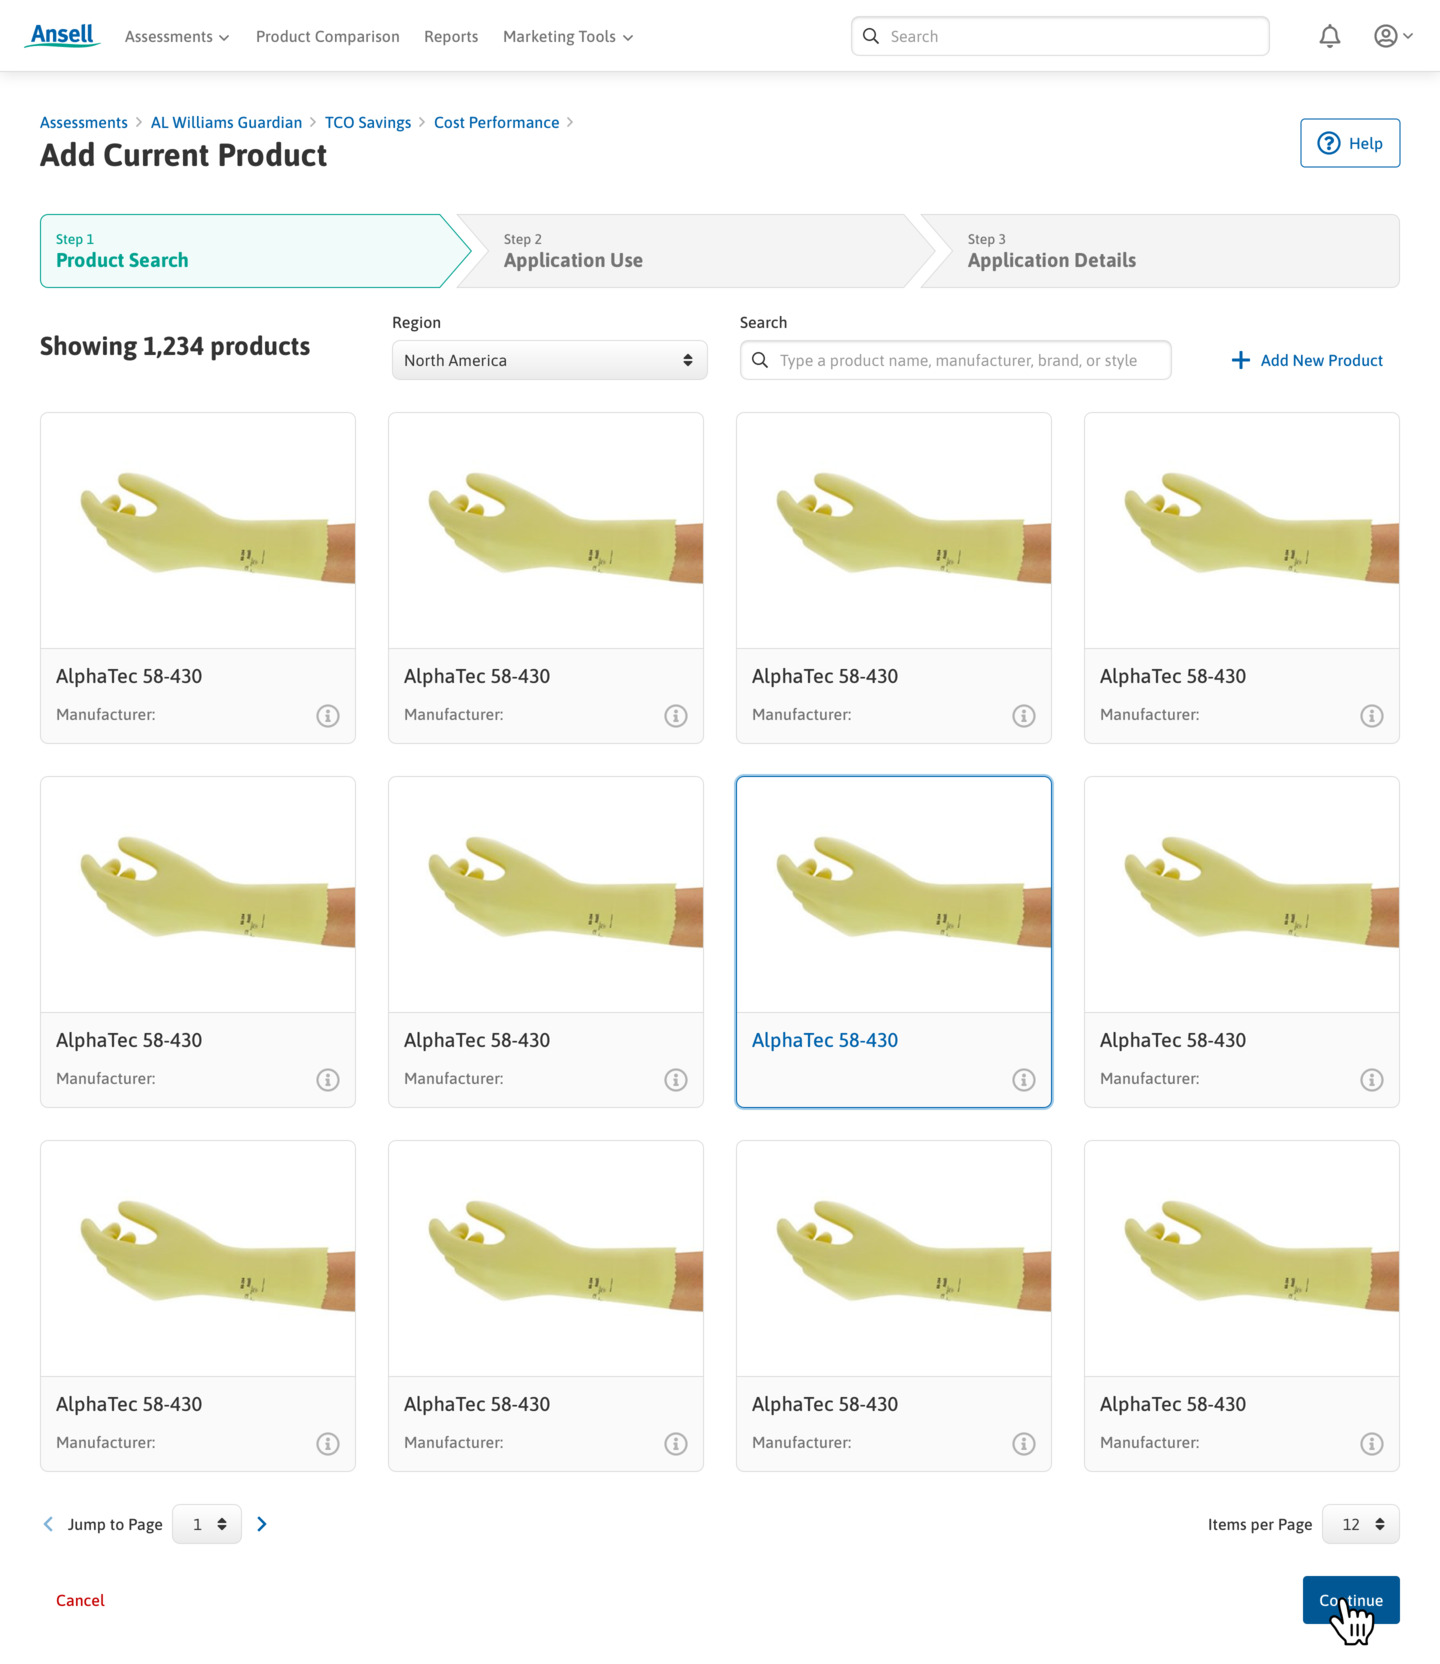 Ansell
Assessments
Product Comparison
Reports
Marketing Tools
Search
Assessments > AL Williams Guardian > TCO Savings > Cost Performance >
Add Current Product
Help
Step 1
Product Search
Step 2
Application Use
Step 3
Application Details
Showing 1,234 products
Region
North America
Search
Type a product name, manufacturer, brand, or style
Add New Product
AlphaTec 58-430
Manufacturer:
AlphaTec 58-430
Manufacturer:
AlphaTec 58-430
Manufacturer:
AlphaTec 58-430
Manufacturer:
AlphaTec 58-430
Manufacturer:
AlphaTec 58-430
Manufacturer:
AlphaTec 58-430
AlphaTec 58-430
Manufacturer:
AlphaTec 58-430
Manufacturer:
AlphaTec 58-430
Manufacturer:
AlphaTec 58-430
Manufacturer:
AlphaTec 58-430
Manufacturer:
Jump to Page
1
Items per Page
12
Cancel
Continue